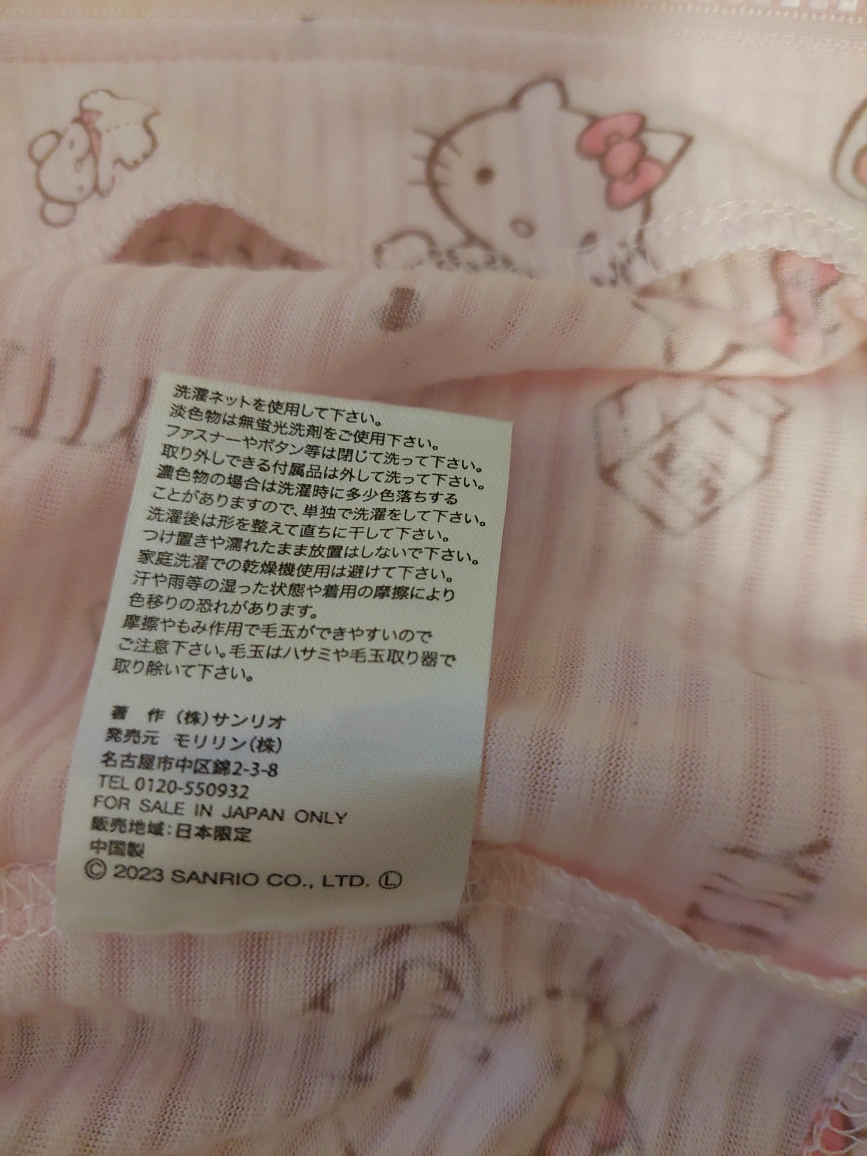 洗濯ネットを使用して下さい。
淡色物は無蛍光洗剤をご使用下さい。
ファスナーやボタン等は閉じて洗って下さい。
取り外しできる付属品は外して洗って下さい。
濃色物の場合は洗濯時に多少色落ちする
ことがありますので、単独で洗濯をして下さい。
洗濯後は形を整えて直ちに干して下さい。
つけ置きや濡れたまま放置はしないで下さい。
家庭洗濯での乾燥機使用は避けて下さい。
汗や雨等の湿った状態や着用の摩擦により
色移りの恐れがあります。
摩擦やもみ作用で毛玉ができやすいので
ご注意下さい。毛玉はハサミや毛玉取り器で
取り除いて下さい。
著 作 (株)サンリオ
発売元 モリリン(株)
名古屋市中区錦2-3-8
TEL 0120-550932
FOR SALE IN JAPAN ONLY
販売地域:日本限定
中国製
© 2023 SANRIO CO., LTD. Ⓛ